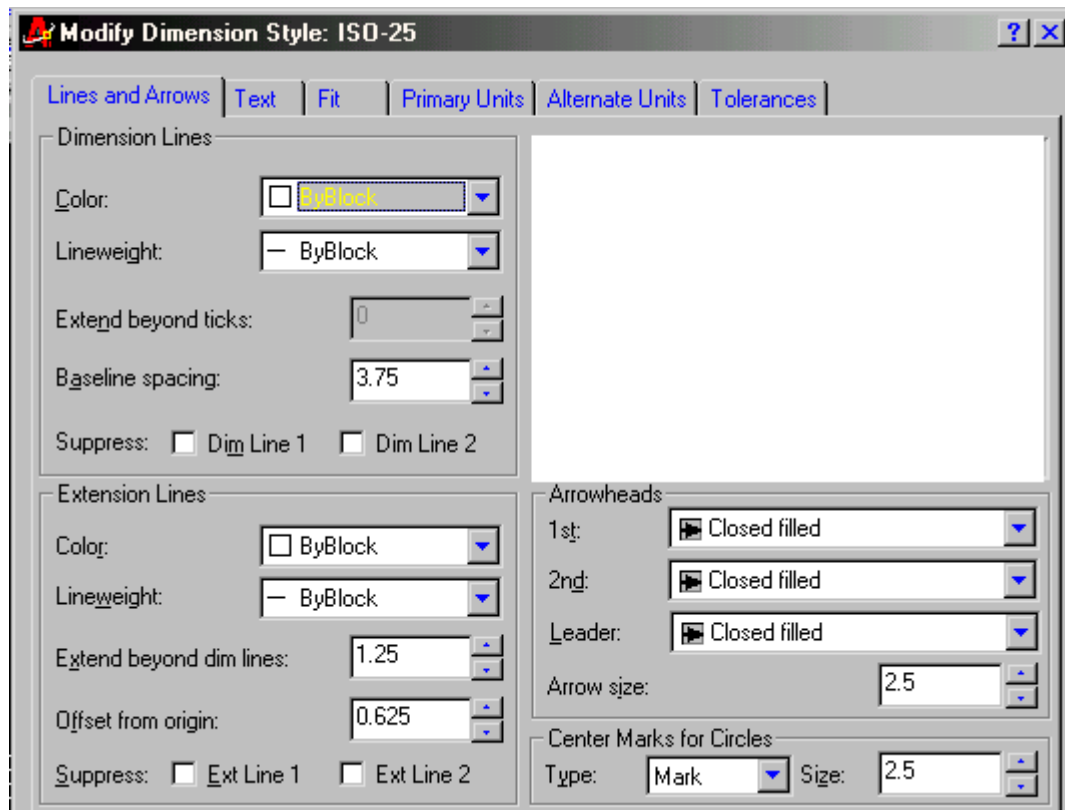 Modify Dimension Style: ISO-25
Lines and Arrows Text Fit Primary Units Alternate Units Tolerances
Dimension Lines
Color: ByBlock
Lineweight: ByBlock
Extend beyond ticks: 0
Baseline spacing: 3.75
Suppress: Dim Line 1 Dim Line 2
Extension Lines
Color: ByBlock
Lineweight: ByBlock
Extend beyond dim lines: 1.25
Offset from origin: 0.625
Suppress: Ext Line 1 Ext Line 2
Arrowheads
1st: Closed filled
2nd: Closed filled
Leader: Closed filled
Arrow size: 2.5
Center Marks for Circles
Type: Mark Size: 2.5